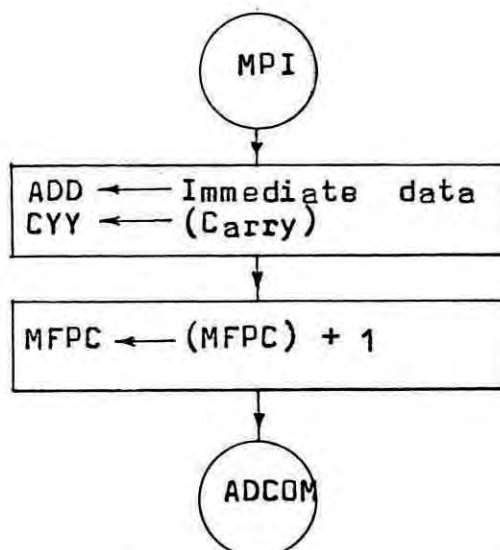 MPI
ADD ← Immediate data
CYY ← (Carry)
MFPC ← (MFPC) + 1
ADCOM